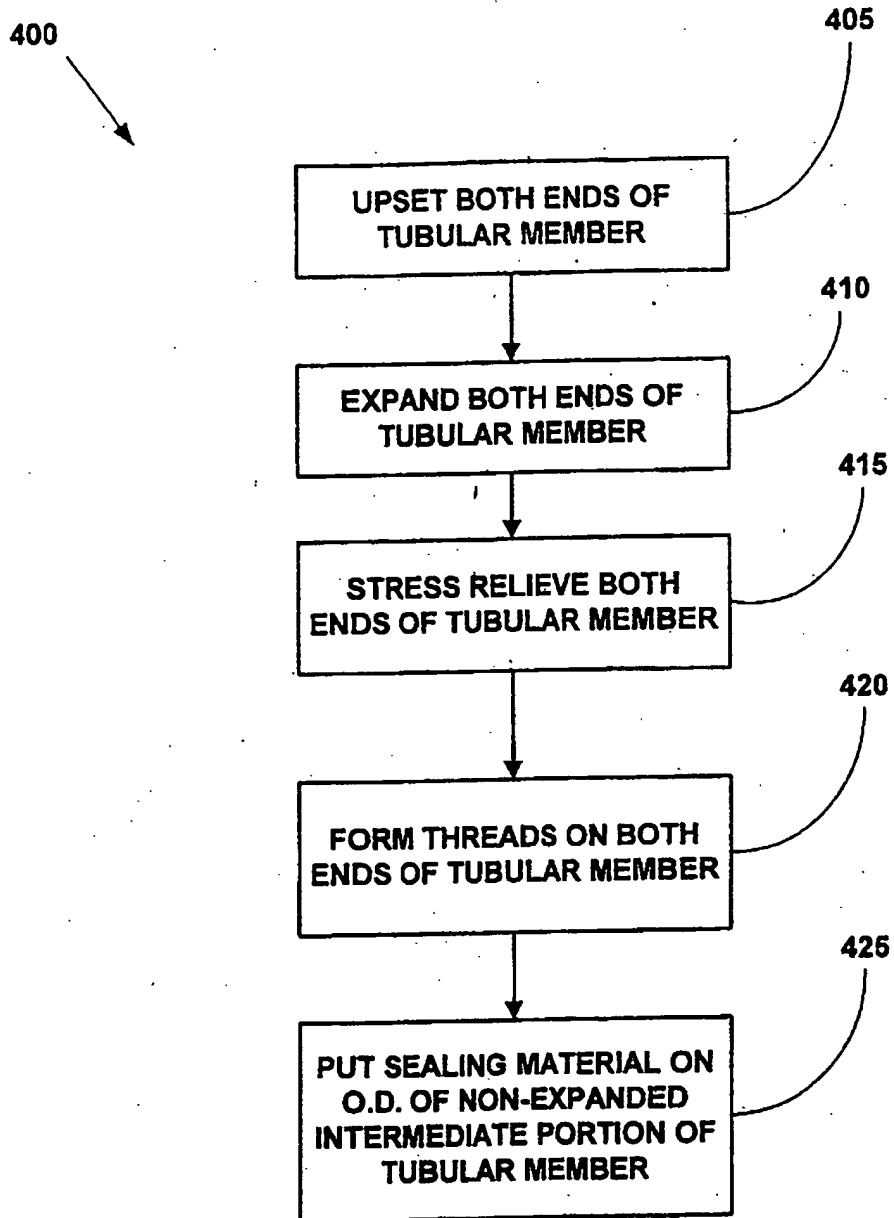 400
405
UPSET BOTH ENDS OF
TUBULAR MEMBER
410
EXPAND BOTH ENDS OF
TUBULAR MEMBER
415
STRESS RELIEVE BOTH
ENDS OF TUBULAR MEMBER
420
FORM THREADS ON BOTH
ENDS OF TUBULAR MEMBER
425
PUT SEALING MATERIAL ON
O.D. OF NON-EXPANDED
INTERMEDIATE PORTION OF
TUBULAR MEMBER